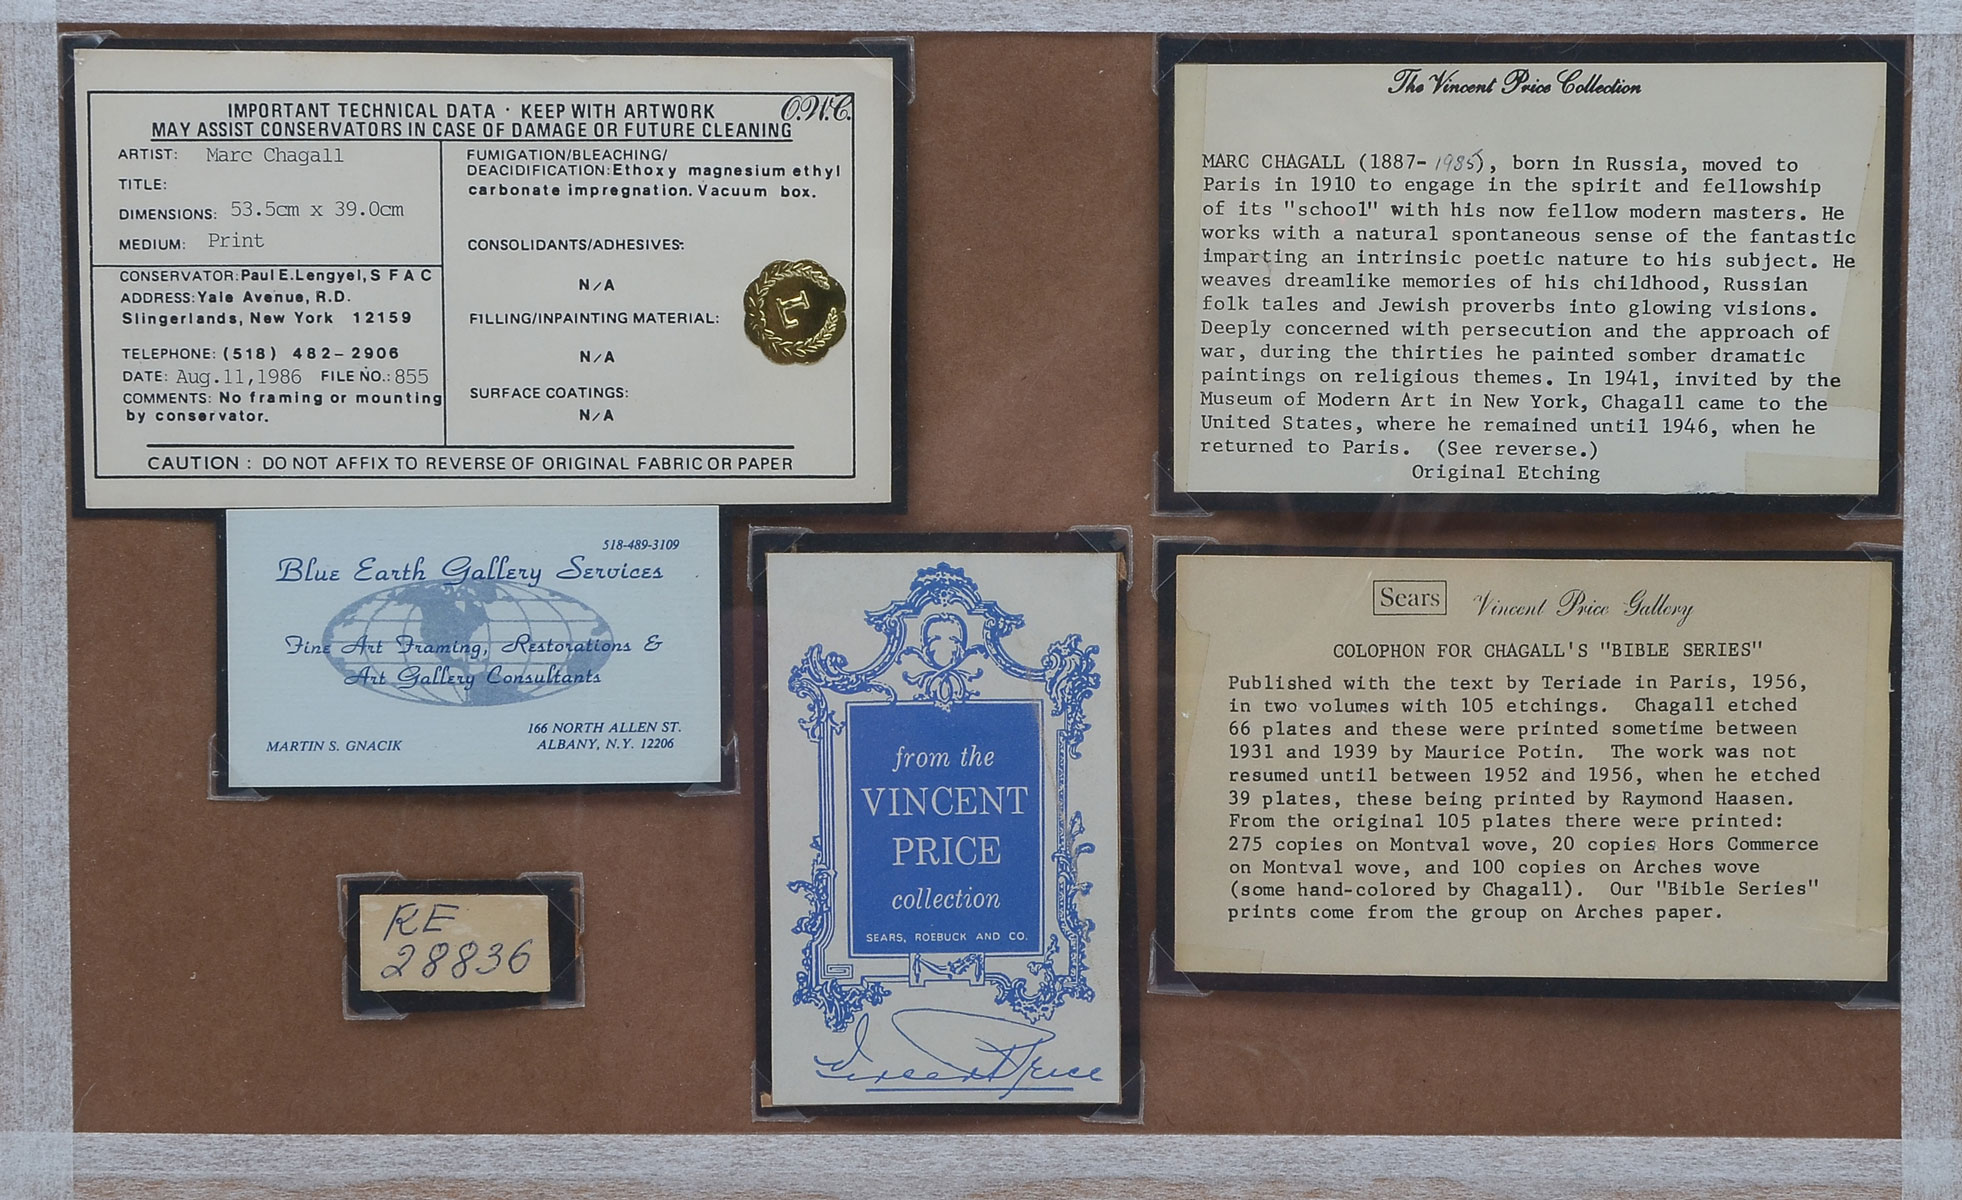 IMPORTANT TECHNICAL DATA · KEEP WITH ARTWORK
O.W.C.
MAY ASSIST CONSERVATORS IN CASE OF DAMAGE OR FUTURE CLEANING
ARTIST: Marc Chagall
TITLE:
DIMENSIONS: 53.5cm x 39.0cm
MEDIUM: Print
CONSERVATOR: Paul E. Lengyel, S F A C
ADDRESS: Yale Avenue, R.D.
Slingerlands, New York 12159
TELEPHONE: (518) 482-2906
DATE: Aug.11,1986 FILE NO.: 855
COMMENTS: No framing or mounting
by conservator.
FUMIGATION/BLEACHING/
DEACIDIFICATION: Ethoxy magnesium ethyl
carbonate impregnation. Vacuum box.
CONSOLIDANTS/ADHESIVES:
N/A
FILLING/INPAINTING MATERIAL:
N/A
SURFACE COATINGS:
N/A
L
CAUTION : DO NOT AFFIX TO REVERSE OF ORIGINAL FABRIC OR PAPER
The Vincent Price Collection
MARC CHAGALL (1887-1985), born in Russia, moved to
Paris in 1910 to engage in the spirit and fellowship
of its "school" with his now fellow modern masters. He
works with a natural spontaneous sense of the fantastic
imparting an intrinsic poetic nature to his subject. He
weaves dreamlike memories of his childhood, Russian
folk tales and Jewish proverbs into glowing visions.
Deeply concerned with persecution and the approach of
war, during the thirties he painted somber dramatic
paintings on religious themes. In 1941, invited by the
Museum of Modern Art in New York, Chagall came to the
United States, where he remained until 1946, when he
returned to Paris. (See reverse.)
Original Etching
518-489-3109
Blue Earth Gallery Services
Fine Art Framing, Restorations &
Art Gallery Consultants
166 NORTH ALLEN ST.
MARTIN S. GNACIK ALBANY, N.Y. 12206
RE
28836
from the
VINCENT
PRICE
collection
SEARS, ROEBUCK AND CO.
Vincent Price
Sears Vincent Price Gallery
COLOPHON FOR CHAGALL'S "BIBLE SERIES"
Published with the text by Teriade in Paris, 1956,
in two volumes with 105 etchings. Chagall etched
66 plates and these were printed sometime between
1931 and 1939 by Maurice Potin. The work was not
resumed until between 1952 and 1956, when he etched
39 plates, these being printed by Raymond Haasen.
From the original 105 plates there were printed:
275 copies on Montval wove, 20 copies Hors Commerce
on Montval wove, and 100 copies on Arches wove
(some hand-colored by Chagall). Our "Bible Series"
prints come from the group on Arches paper.